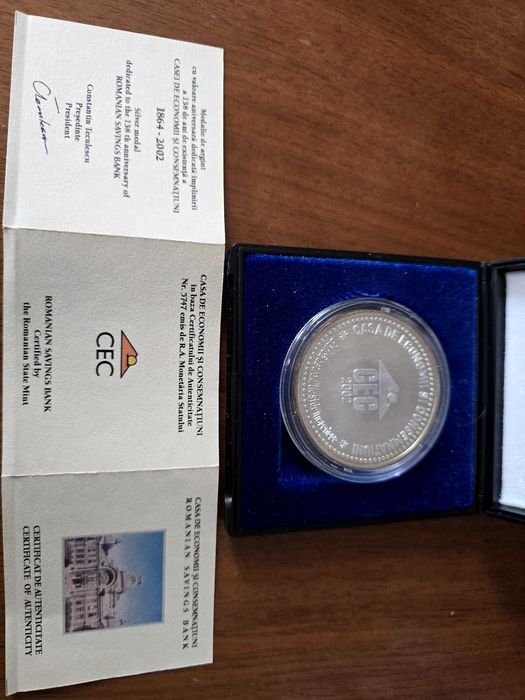 Medalie de argint
cu valoare aniversară dedicată împlinirii
a 138 de ani de existență a
CASEI DE ECONOMII ȘI CONSEMNAȚIUNI
1864 - 2002
Silver medal
dedicated to the 138 th anniversary of
ROMANIAN SAVINGS BANK
Constantin Teculescu
Președinte
President
CASA DE ECONOMII ȘI CONSEMNAȚIUNI
în baza Certificatului de Autenticitate
Nr. 5747 emis de R.A. Monetăria Statului
CEC
ROMANIAN SAVINGS BANK
Certified by
the Romanian State Mint
CASA DE ECONOMII ȘI CONSEMNAȚIUNI
ROMANIAN SAVINGS BANK
CERTIFICAT DE AUTENTICITATE
CERTIFICATE OF AUTHENTICITY
CASA DE ECONOMII ȘI CONSEMNAȚIUNI
CEC
2002